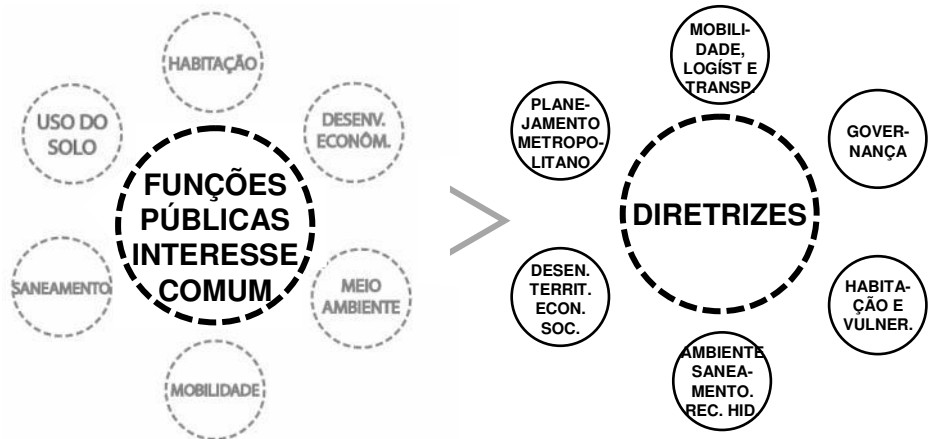 HABITAÇÃO
USO DO
SOLO
DESENV.
ECONÔM.
FUNÇÕES
PÚBLICAS
INTERESSE
COMUM
SANEAMENTO
MEIO
AMBIENTE
MOBILIDADE
MOBILI-
DADE,
LOGÍST E
TRANSP.
PLANE-
JAMENTO
METROPO-
LITANO
GOVER-
NANÇA
DIRETRIZES
DESEN.
TERRIT.
ECON.
SOC.
HABITA-
ÇÃO E
VULNER.
AMBIENTE
SANEA-
MENTO.
REC. HID